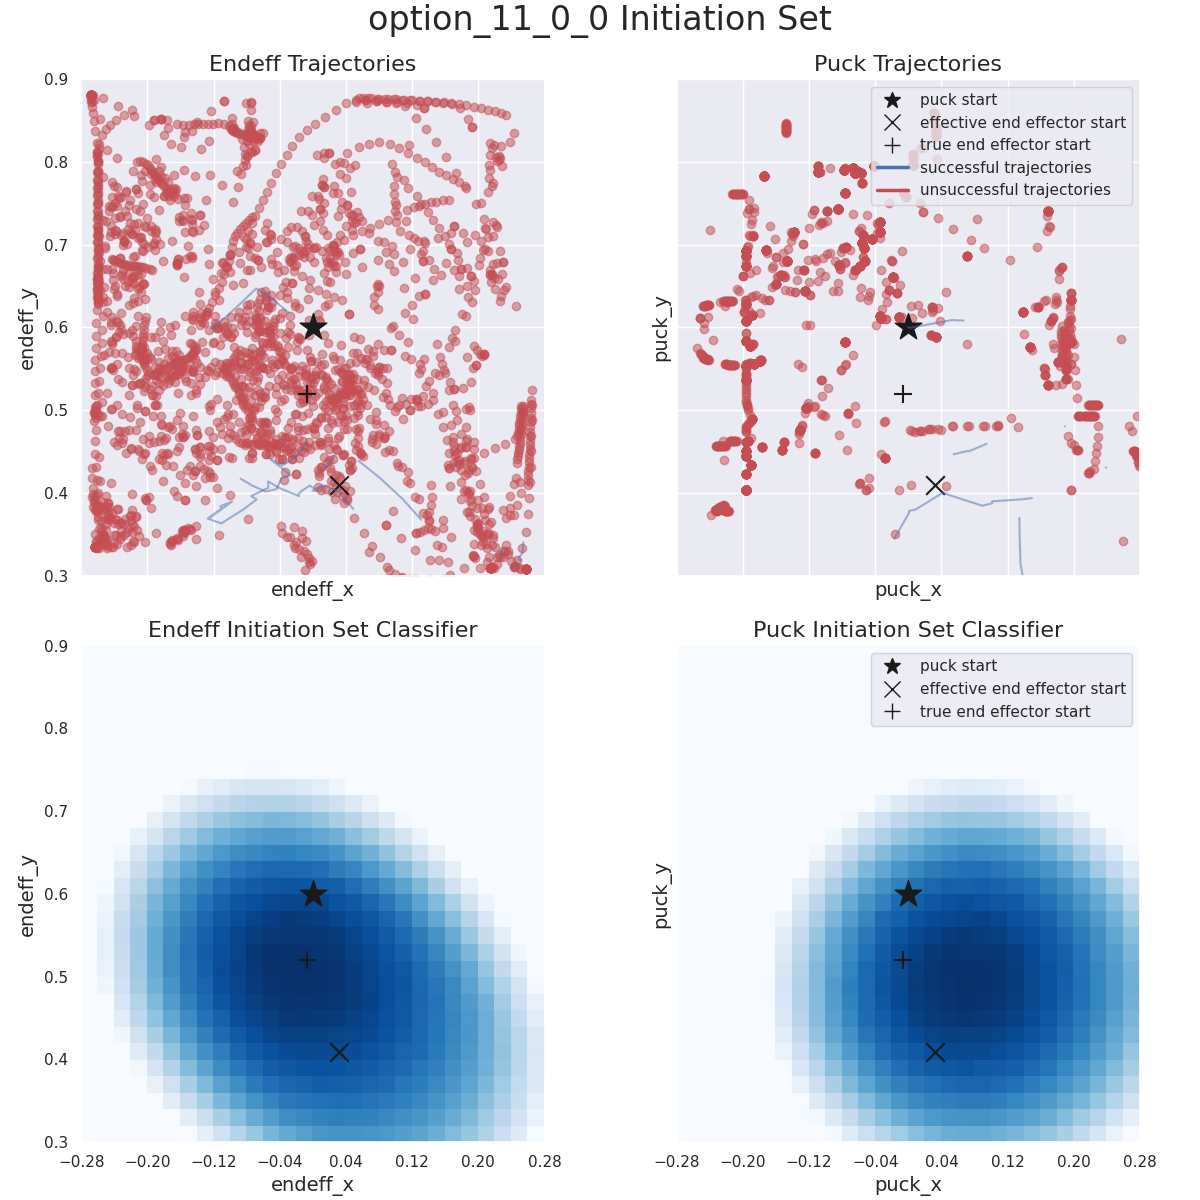 option_11_0_0 Initiation Set
Endeff Trajectories
Puck Trajectories
0.9
0.8
0.7
0.6
0.5
0.4
0.3
endeff_y
endeff_x
puck start
effective end effector start
true end effector start
successful trajectories
unsuccessful trajectories
puck_y
puck_x
Endeff Initiation Set Classifier
Puck Initiation Set Classifier
0.9
0.8
0.7
0.6
0.5
0.4
0.3
endeff_y
−0.28 −0.20 −0.12 −0.04 0.04 0.12 0.20 0.28
endeff_x
puck start
effective end effector start
true end effector start
puck_y
−0.28 −0.20 −0.12 −0.04 0.04 0.12 0.20 0.28
puck_x